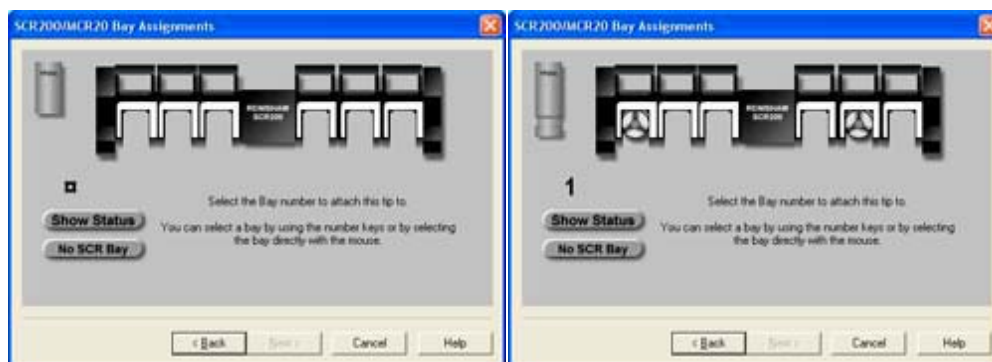 SCR200/MCR20 Bay Assignments
RENISHAW
SCR200
Select the Bay number to attach this tip to.
Show Status
You can select a bay by using the number keys or by selecting
the bay directly with the mouse.
No SCR Bay
< Back
Next >
Cancel
Help
SCR200/MCR20 Bay Assignments
RENISHAW
SCR200
1
Select the Bay number to attach this tip to.
Show Status
You can select a bay by using the number keys or by selecting
the bay directly with the mouse.
No SCR Bay
< Back
Next >
Cancel
Help